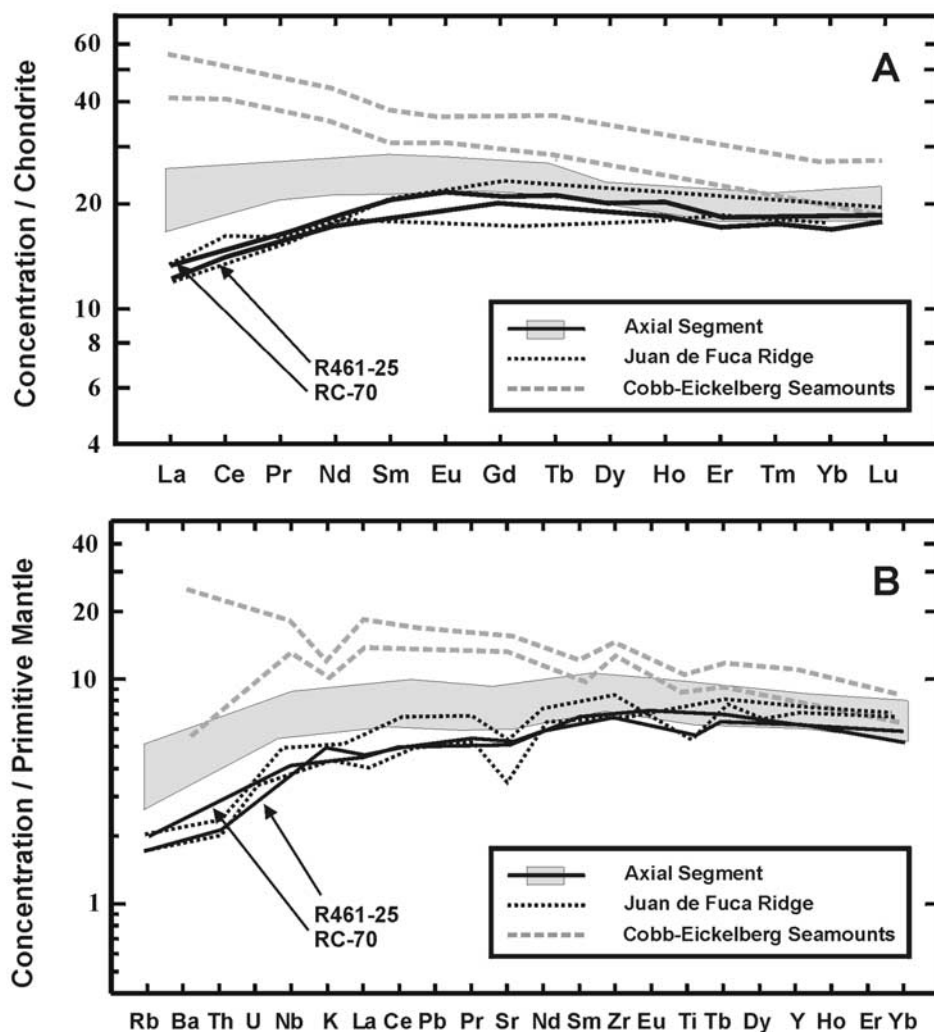 A
Concentration / Chondrite
60
40
20
10
8
6
4
R461-25
RC-70
Axial Segment
Juan de Fuca Ridge
Cobb-Eickelberg Seamounts
La Ce Pr Nd Sm Eu Gd Tb Dy Ho Er Tm Yb Lu
B
Concentration / Primitive Mantle
40
20
10
1
R461-25
RC-70
Axial Segment
Juan de Fuca Ridge
Cobb-Eickelberg Seamounts
Rb Ba Th U Nb K La Ce Pb Pr Sr Nd Sm Zr Eu Ti Tb Dy Y Ho Er Yb